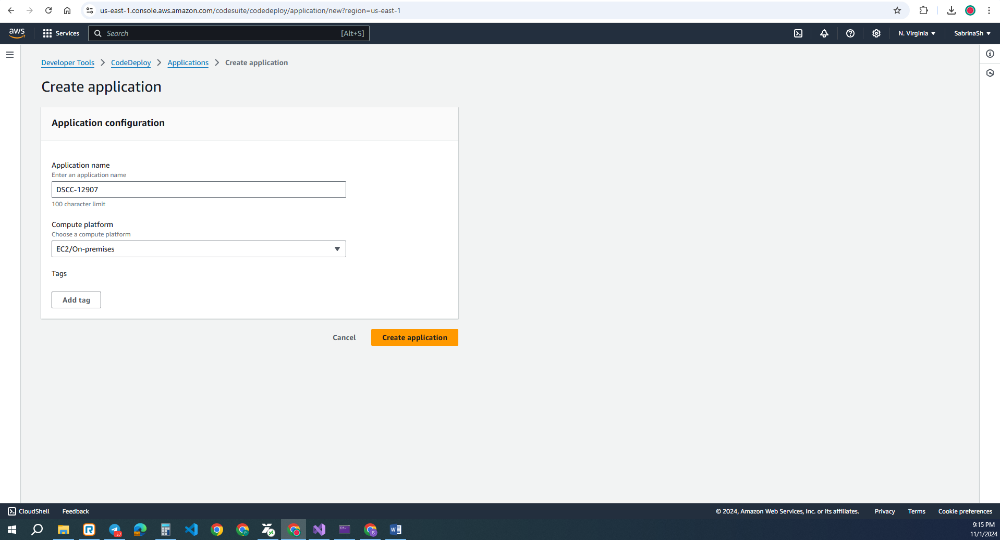 us-east-1.console.aws.amazon.com/codesuite/codedeploy/application/new?region=us-east-1
aws
Services
Search
[Alt+S]
N. Virginia
SabrinaSh
Developer Tools
CodeDeploy
Applications
Create application
Create application
Application configuration
Application name
Enter an application name
DSCC-12907
100 character limit
Compute platform
Choose a compute platform
EC2/On-premises
Tags
Add tag
Cancel
Create application
CloudShell
Feedback
© 2024, Amazon Web Services, Inc. or its affiliates.
Privacy
Terms
Cookie preferences
9:15 PM
11/1/2024